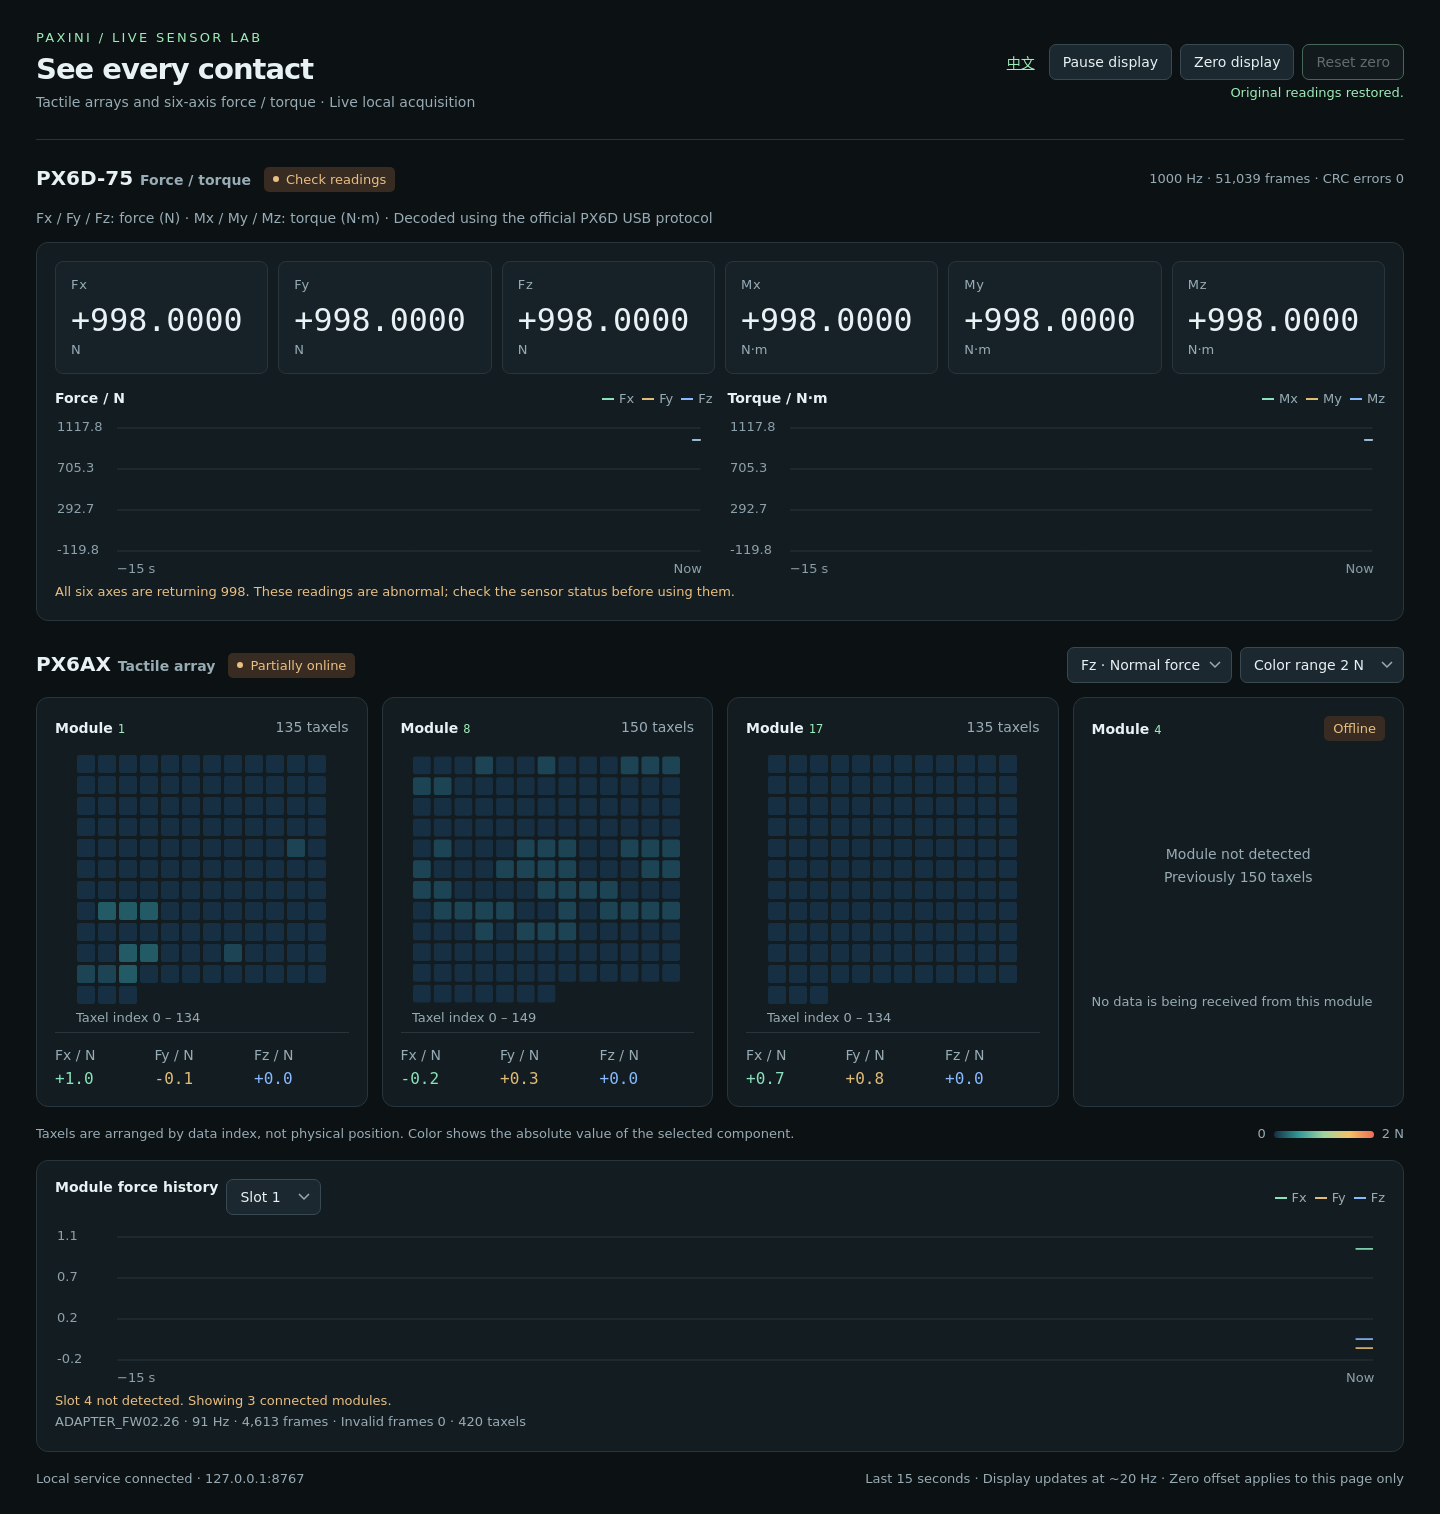 PAXINI / LIVE SENSOR LAB
See every contact
Tactile arrays and six-axis force / torque · Live local acquisition
中文 Pause display Zero display Reset zero
Original readings restored.
PX6D-75 Force / torque Check readings 1000 Hz · 51,039 frames · CRC errors 0
Fx / Fy / Fz: force (N) · Mx / My / Mz: torque (N·m) · Decoded using the official PX6D USB protocol
Fx Fy Fz Mx My Mz
+998.0000 +998.0000 +998.0000 +998.0000 +998.0000 +998.0000
N N N N·m N·m N·m
Force / N Fx Fy Fz
1117.8
705.3
292.7
-119.8
−15 s Now
Torque / N·m Mx My Mz
1117.8
705.3
292.7
-119.8
−15 s Now
All six axes are returning 998. These readings are abnormal; check the sensor status before using them.
PX6AX Tactile array Partially online Fz · Normal force Color range 2 N
Module 1 135 taxels
Taxel index 0 – 134
Fx / N Fy / N Fz / N
+1.0 -0.1 +0.0
Module 8 150 taxels
Taxel index 0 – 149
Fx / N Fy / N Fz / N
-0.2 +0.3 +0.0
Module 17 135 taxels
Taxel index 0 – 134
Fx / N Fy / N Fz / N
+0.7 +0.8 +0.0
Module 4 Offline
Module not detected
Previously 150 taxels
No data is being received from this module
Taxels are arranged by data index, not physical position. Color shows the absolute value of the selected component. 0 2 N
Module force history Slot 1 Fx Fy Fz
1.1
0.7
0.2
-0.2
−15 s Now
Slot 4 not detected. Showing 3 connected modules.
ADAPTER_FW02.26 · 91 Hz · 4,613 frames · Invalid frames 0 · 420 taxels
Local service connected · 127.0.0.1:8767 Last 15 seconds · Display updates at ~20 Hz · Zero offset applies to this page only